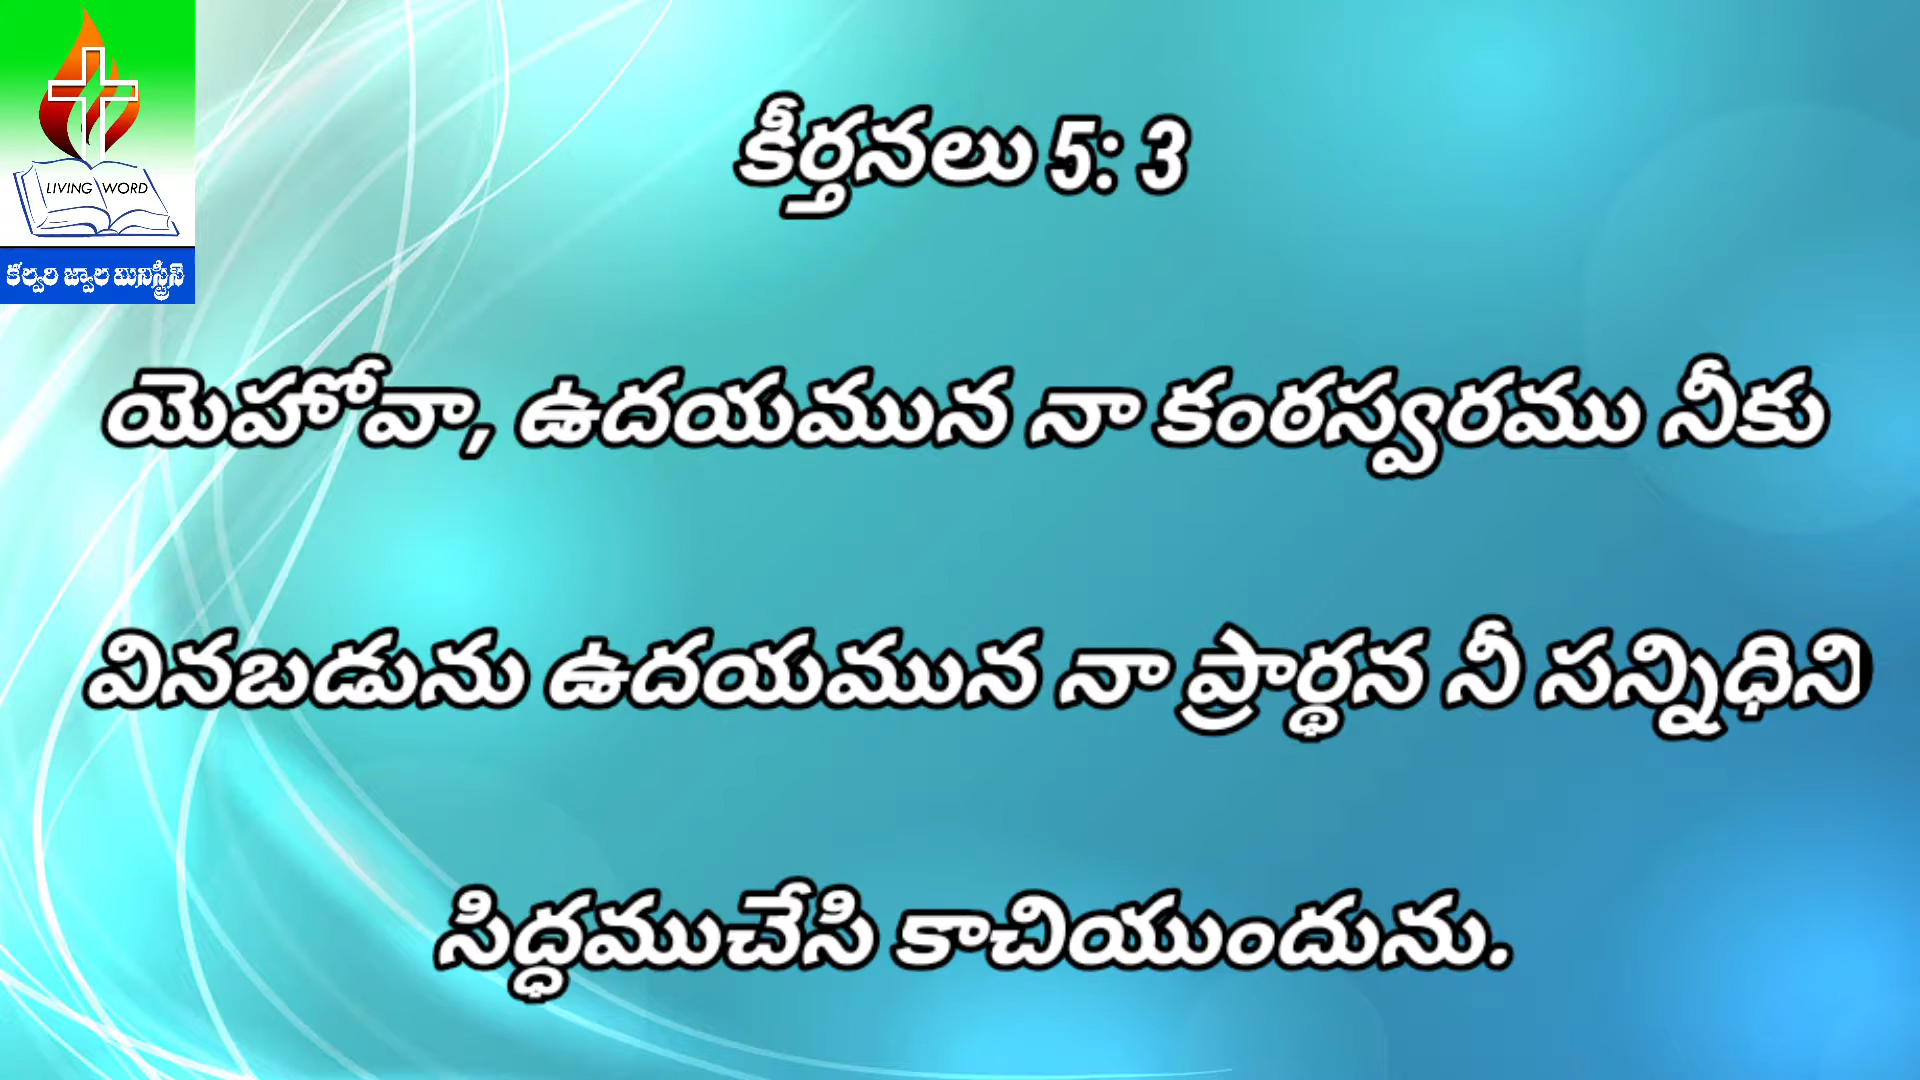 LIVING WORD
కల్వరి జ్వాల మినిస్ట్రీస్
కీర్తనలు 5: 3
యెహోవా, ఉదయమున నా కంఠస్వరము నీకు
వినబడును ఉదయమున నా ప్రార్థన నీ సన్నిధిని
సిద్ధముచేసి కాచియుందును.